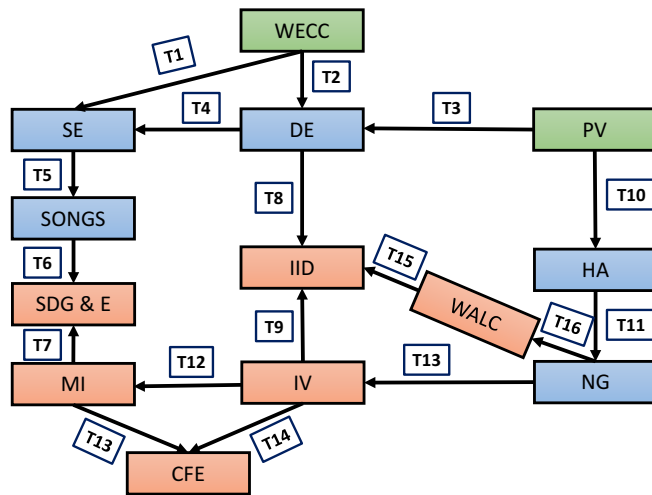 WECC
T1
T2
T4
T3
SE
DE
PV
T5
T8
T10
SONGS
T6
IID
T15
HA
SDG & E
WALC
T7
T9
T16
T11
T12
T13
MI
IV
NG
T13
T14
CFE